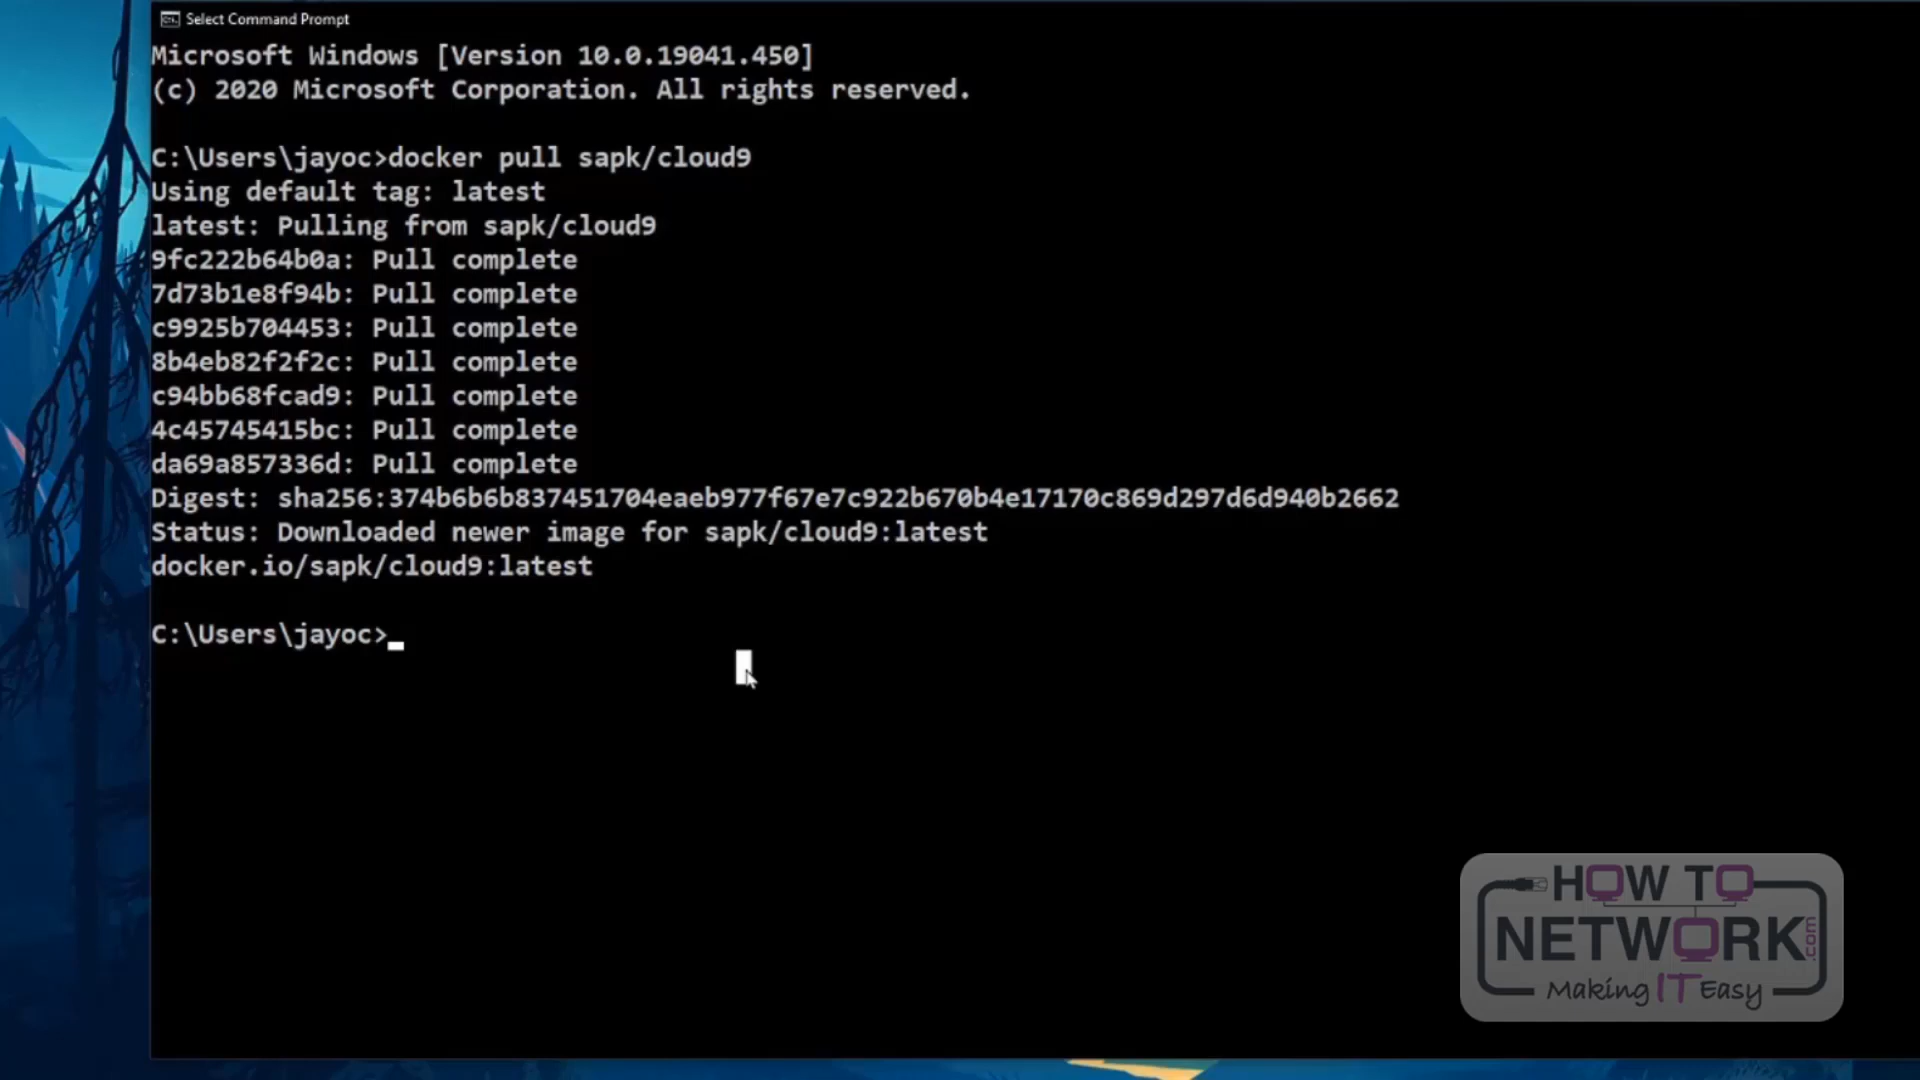 Select Command Prompt
Microsoft Windows [Version 10.0.19041.450]
(c) 2020 Microsoft Corporation. All rights reserved.
C:\Users\jayoc>docker pull sapk/cloud9
Using default tag: latest
latest: Pulling from sapk/cloud9
9fc222b64b0a: Pull complete
7d73b1e8f94b: Pull complete
c9925b704453: Pull complete
8b4eb82f2f2c: Pull complete
c94bb68fcad9: Pull complete
4c45745415bc: Pull complete
da69a857336d: Pull complete
Digest: sha256:374b6b6b837451704eaeb977f67e7c922b670b4e17170c869d297d6d940b2662
Status: Downloaded newer image for sapk/cloud9:latest
docker.io/sapk/cloud9:latest
C:\Users\jayoc>
HOW TO
NETWORK.com
Making IT Easy